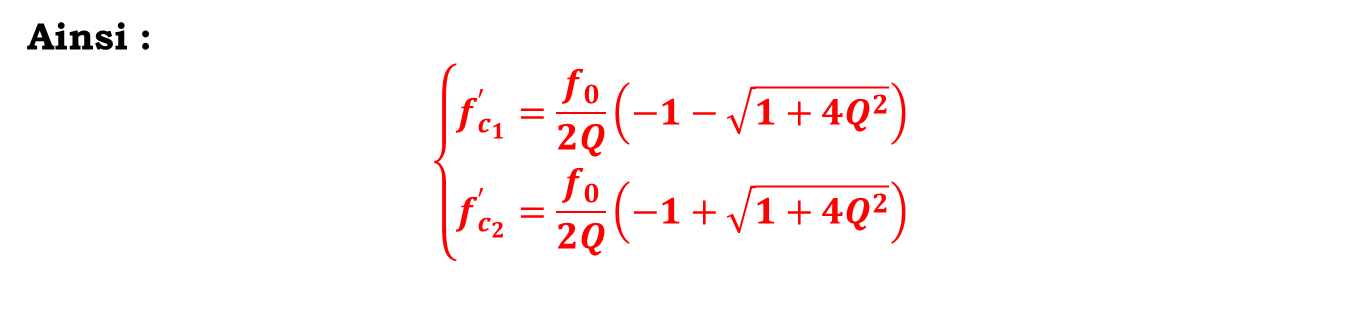 Ainsi :
f'c1 = f0/2Q (−1 − √(1 + 4Q²))
f'c2 = f0/2Q (−1 + √(1 + 4Q²))